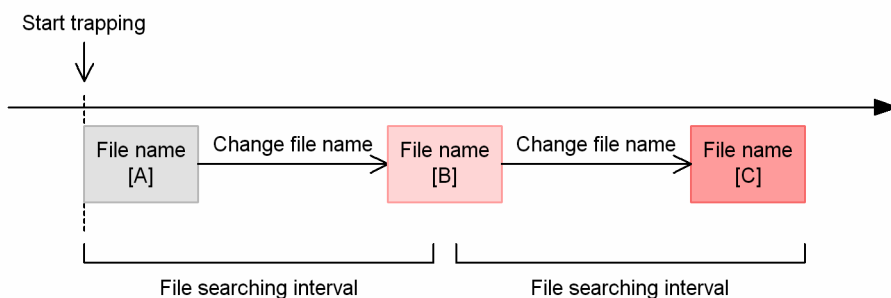 Start trapping
File name
[A]
Change file name
File name
[B]
Change file name
File name
[C]
File searching interval
File searching interval